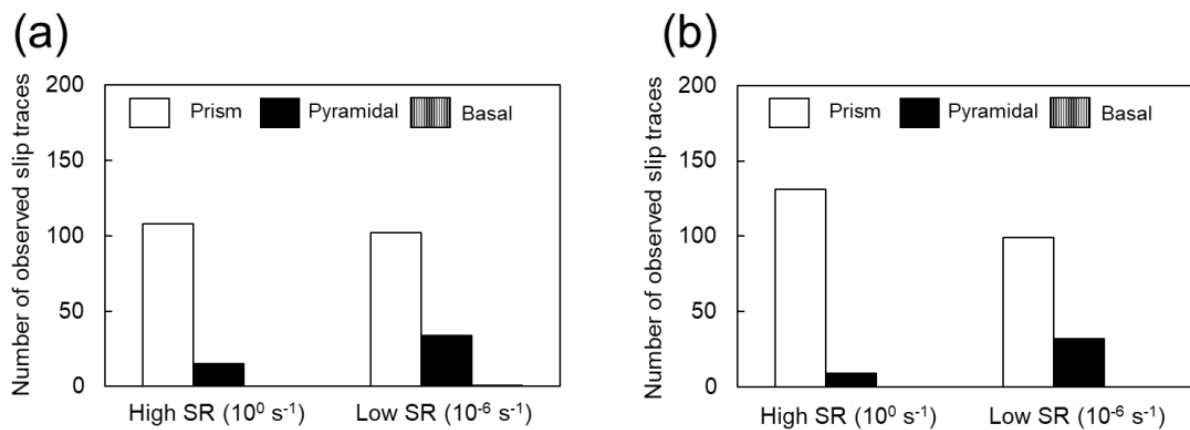 (a)
Number of observed slip traces
200
150
100
50
0
Prism Pyramidal Basal
High SR (10⁰ s⁻¹) Low SR (10⁻⁶ s⁻¹)
(b)
Number of observed slip traces
200
150
100
50
0
Prism Pyramidal Basal
High SR (10⁰ s⁻¹) Low SR (10⁻⁶ s⁻¹)